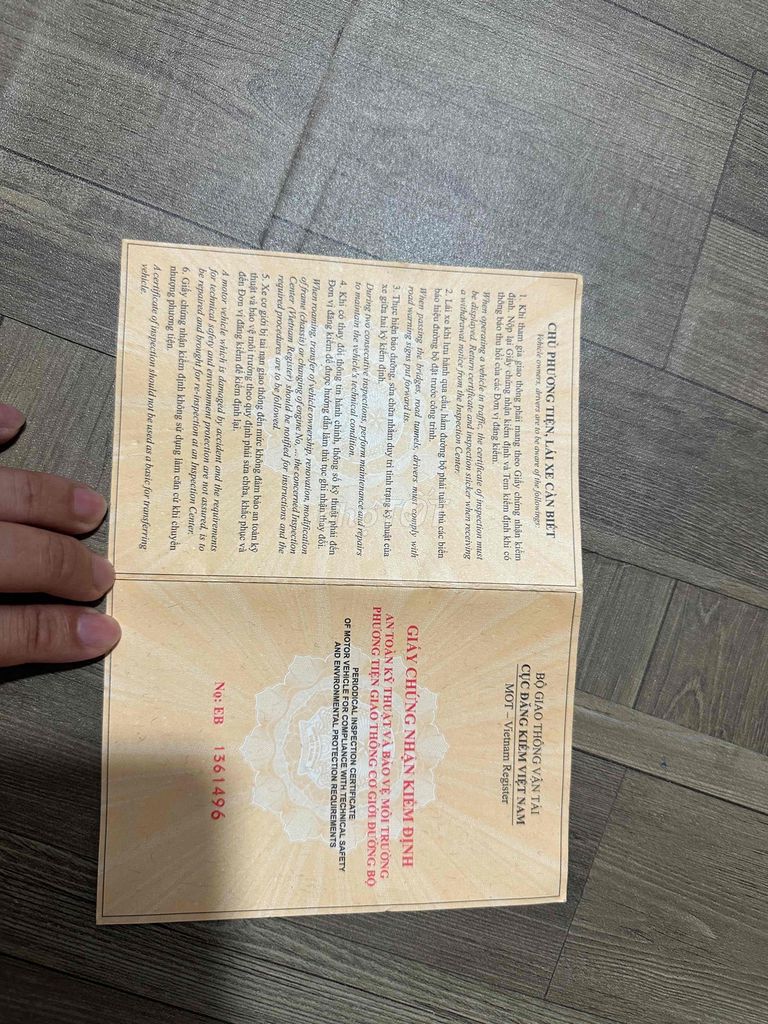 CHỦ PHƯƠNG TIỆN, LÁI XE CẦN BIẾT
Vehicle owners, drivers are to be aware of the followings:
1. Khi tham gia giao thông phải mang theo Giấy chứng nhận kiểm
định. Nộp lại Giấy chứng nhận kiểm định và Tem kiểm định khi có
thông báo thu hồi của các Đơn vị đăng kiểm.
When operating a vehicle in traffic, the certificate of inspection must
be displayed. Return certificate and inspection sticker when receiving
a withdrawal notice from the Inspection Center;
2. Lái xe khi lưu hành qua cầu, hầm đường bộ phải tuân thủ các biển
báo hiệu đường bộ đặt trước công trình.
When passing the bridges, road tunnels, drivers must comply with
road warning signs put forward to.
3. Thực hiện bảo dưỡng, sửa chữa nhằm duy trì tình trạng kỹ thuật của
xe giữa hai kỳ kiểm định.
During two consecutive inspections, perform maintenance and repairs
to maintain the vehicle's technical condition.
4. Khi có thay đổi thông tin hành chính, thông số kỹ thuật phải đến
Đơn vị đăng kiểm để được hướng dẫn làm thủ tục ghi nhận thay đổi.
When roaming, transfer of vehicle ownership, renovation, modification
of frame (chassis) or changing of engine No, ... the concerned Inspection
Center (Vietnam Register) should be notified for instructions and the
required procedures are to be followed.
5. Xe cơ giới bị tai nạn giao thông đến mức không đảm bảo an toàn kỹ
thuật và bảo vệ môi trường theo quy định phải sửa chữa, khắc phục và
đến Đơn vị đăng kiểm để kiểm định lại.
A motor vehicle which is damaged by accident and the requirements
for technical safety and environment protection are not assured, is to
be repaired and brought for re-inspection at an Inspection Center.
6. Giấy chứng nhận kiểm định không sử dụng làm căn cứ khi chuyển
nhượng phương tiện.
A certificate of inspection should not be used as a basic for transferring
vehicle.
BỘ GIAO THÔNG VẬN TẢI
CỤC ĐĂNG KIỂM VIỆT NAM
MOT – Vietnam Register
GIẤY CHỨNG NHẬN KIỂM ĐỊNH
AN TOÀN KỸ THUẬT VÀ BẢO VỆ MÔI TRƯỜNG
PHƯƠNG TIỆN GIAO THÔNG CƠ GIỚI ĐƯỜNG BỘ
PERIODICAL INSPECTION CERTIFICATE
OF MOTOR VEHICLE FOR COMPLIANCE WITH TECHNICAL SAFETY
AND ENVIRONMENTAL PROTECTION REQUIREMENTS
No: EB 1361496